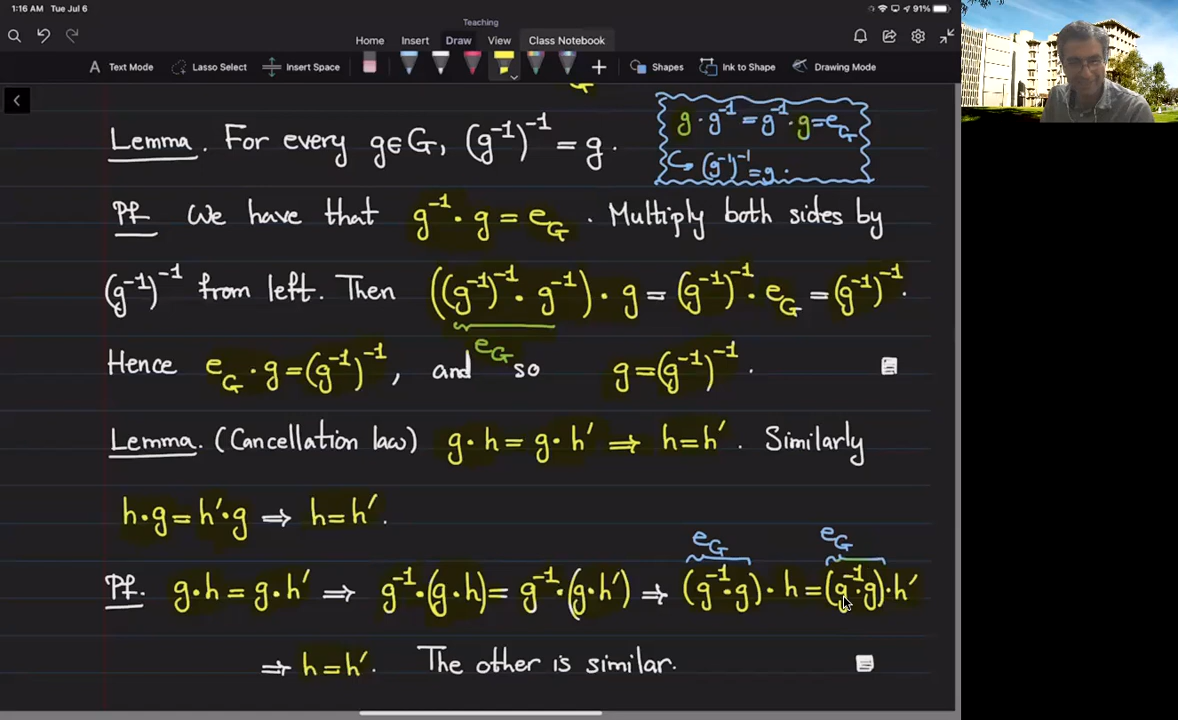 1:16 AM Tue Jul 6
91%
Teaching
Home Insert Draw View Class Notebook
Text Mode Lasso Select Insert Space Shapes Ink to Shape Drawing Mode
G
Lemma. For every g∈G, (g⁻¹)⁻¹ = g.
g · g⁻¹ = g⁻¹ · g = e_G
↪ (g⁻¹)⁻¹ = g.
Pf We have that g⁻¹ · g = e_G . Multiply both sides by
(g⁻¹)⁻¹ from left. Then ((g⁻¹)⁻¹ · g⁻¹) · g = (g⁻¹)⁻¹ · e_G = (g⁻¹)⁻¹.
e_G
Hence e_G · g = (g⁻¹)⁻¹, and so g = (g⁻¹)⁻¹.
Lemma. (Cancellation law) g · h = g · h′ ⇒ h = h′. Similarly
h · g = h′ · g ⇒ h = h′.
e_G e_G
Pf. g · h = g · h′ ⇒ g⁻¹ · (g · h) = g⁻¹ · (g · h′) ⇒ (g⁻¹ · g) · h = (g⁻¹ · g) · h′
⇒ h = h′. The other is similar.